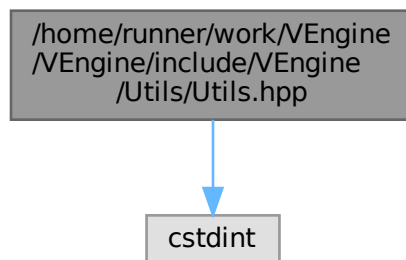 /home/runner/work/VEngine
/VEngine/include/VEngine
/Utils/Utils.hpp
cstdint